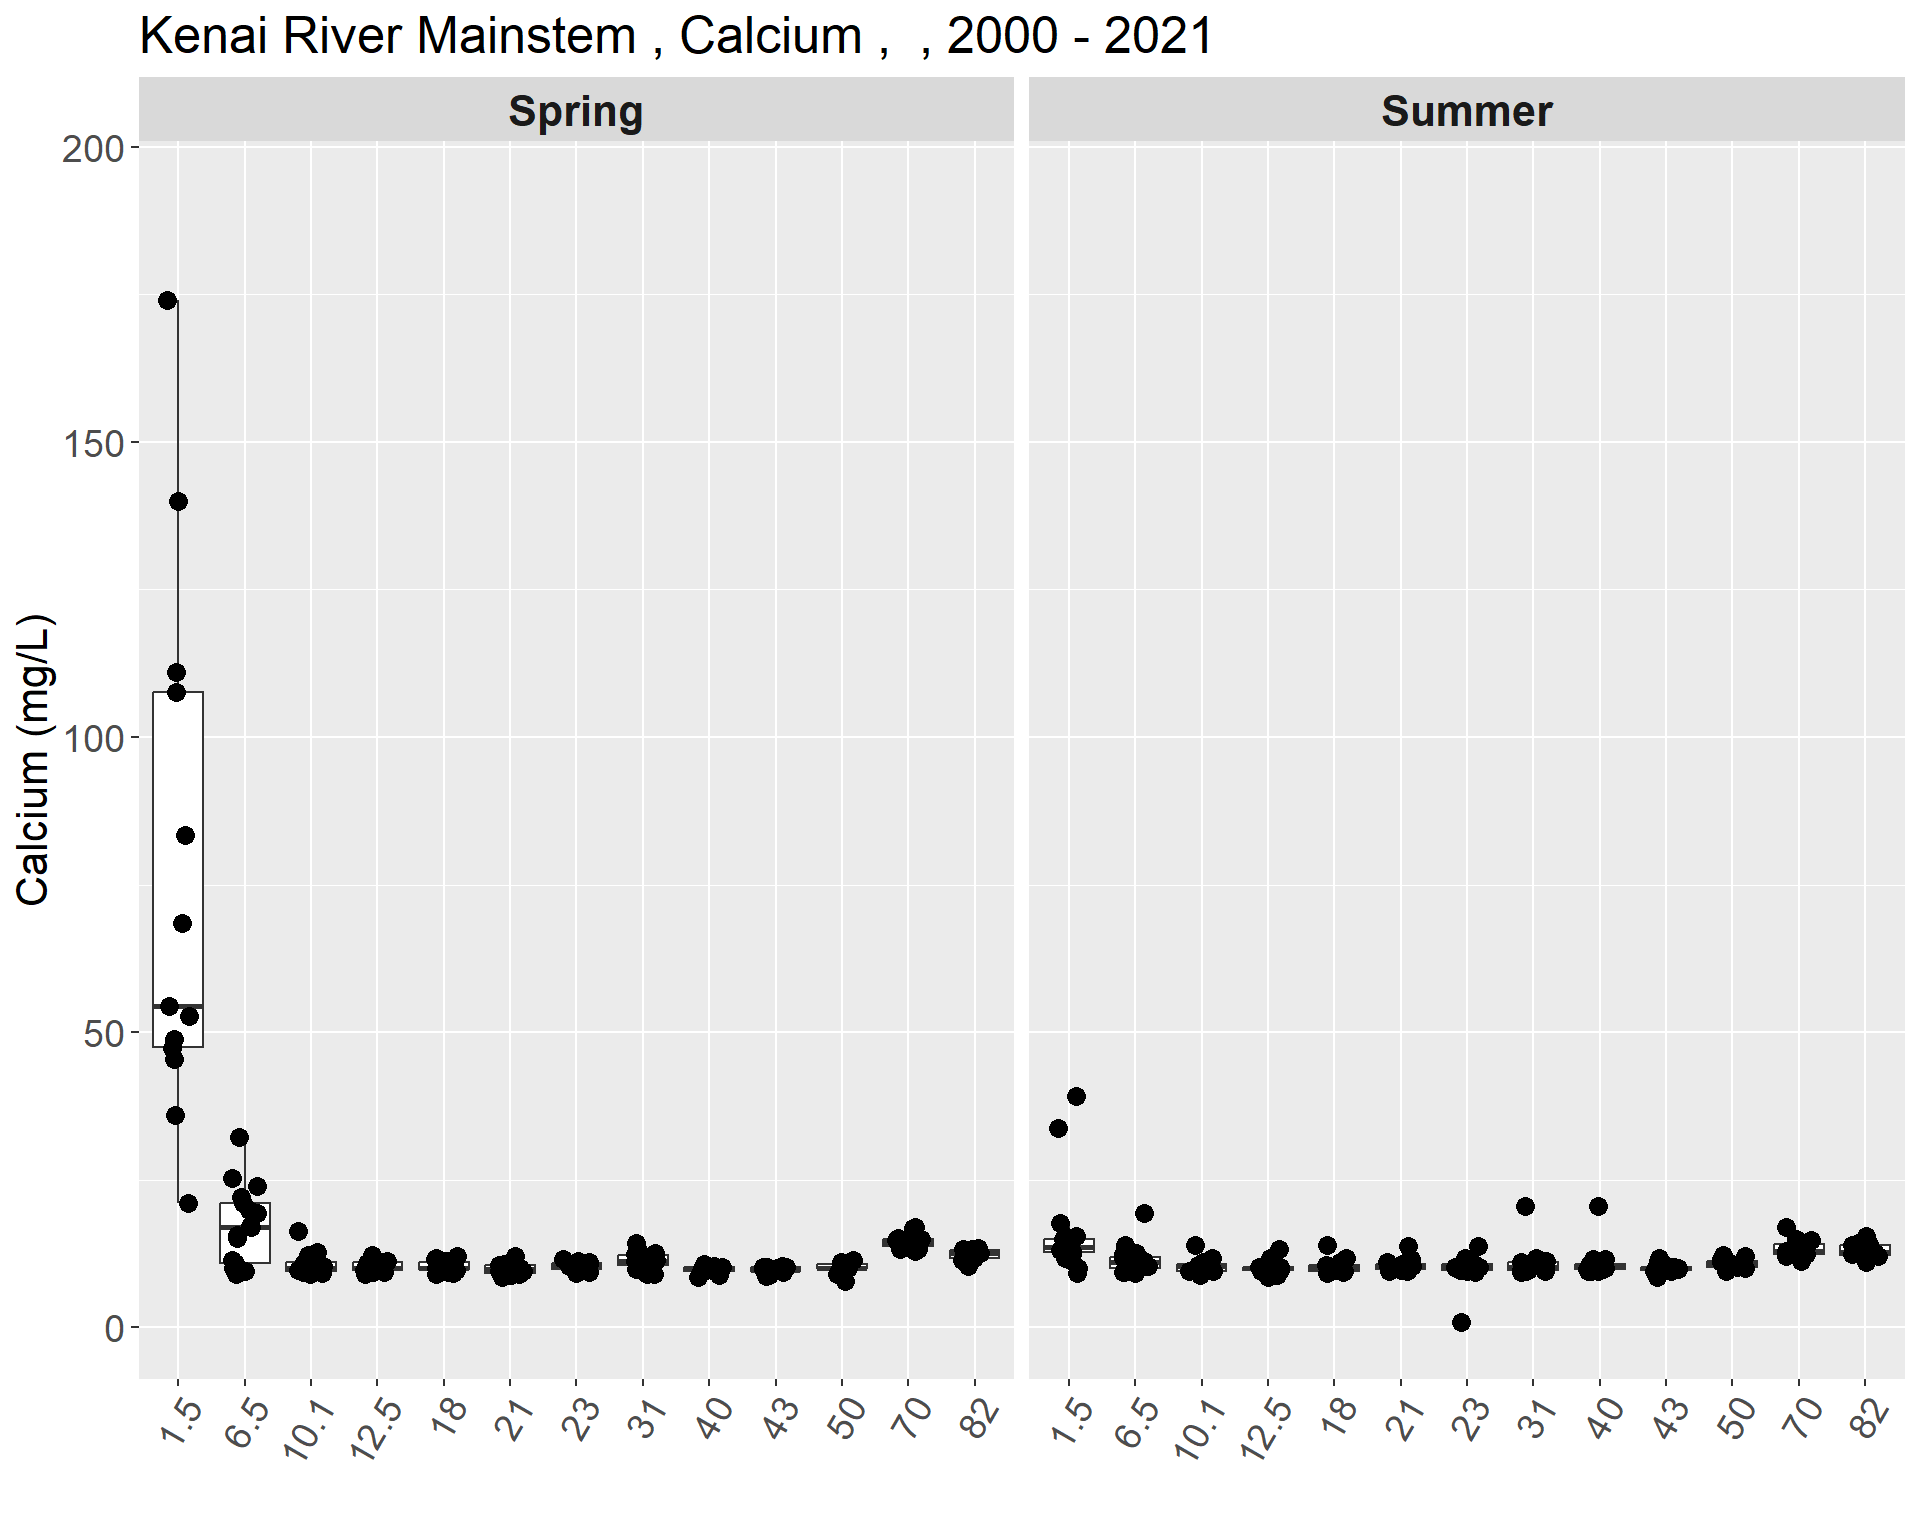 Kenai River Mainstem , Calcium ,  , 2000 - 2021
Spring
Summer
Calcium (mg/L)
200
150
100
50
0
1.5 6.5 10.1 12.5 18 21 23 31 40 43 50 70 82
1.5 6.5 10.1 12.5 18 21 23 31 40 43 50 70 82